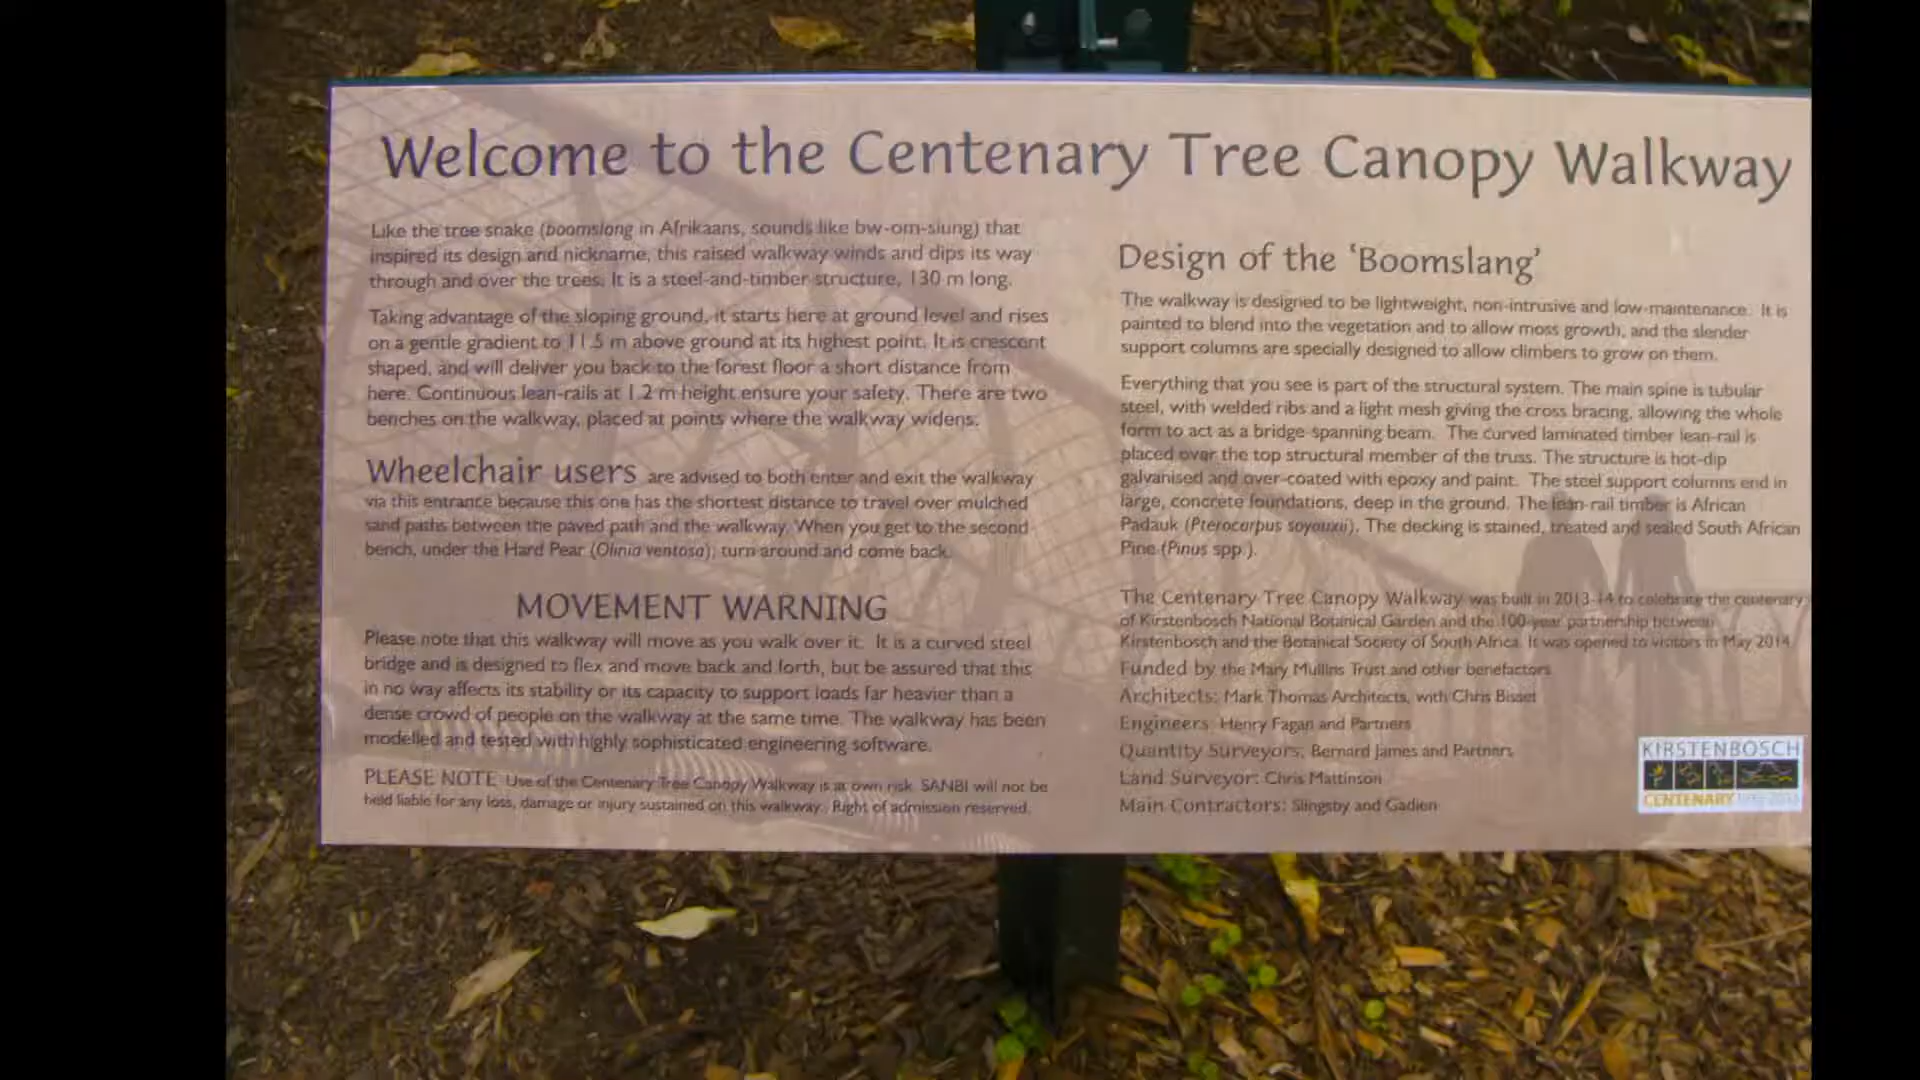 Welcome to the Centenary Tree Canopy Walkway
Like the tree snake (boomslang in Afrikaans, sounds like bw-om-slung) that
inspired its design and nickname, this raised walkway winds and dips its way
through and over the trees. It is a steel-and-timber structure, 130 m long.
Taking advantage of the sloping ground, it starts here at ground level and rises
on a gentle gradient to 11.5 m above ground at its highest point. It is crescent
shaped, and will deliver you back to the forest floor a short distance from
here. Continuous lean-rails at 1.2 m height ensure your safety. There are two
benches on the walkway, placed at points where the walkway widens.
Wheelchair users are advised to both enter and exit the walkway
via this entrance because this one has the shortest distance to travel over mulched
sand paths between the paved path and the walkway. When you get to the second
bench, under the Hard Pear (Olinia ventosa), turn around and come back.
MOVEMENT WARNING
Please note that this walkway will move as you walk over it. It is a curved steel
bridge and is designed to flex and move back and forth, but be assured that this
in no way affects its stability or its capacity to support loads far heavier than a
dense crowd of people on the walkway at the same time. The walkway has been
modelled and tested with highly sophisticated engineering software.
PLEASE NOTE Use of the Centenary Tree Canopy Walkway is at own risk. SANBI will not be
held liable for any loss, damage or injury sustained on this walkway. Right of admission reserved.
Design of the ‘Boomslang’
The walkway is designed to be lightweight, non-intrusive and low-maintenance. It is
painted to blend into the vegetation and to allow moss growth, and the slender
support columns are specially designed to allow climbers to grow on them.
Everything that you see is part of the structural system. The main spine is tubular
steel, with welded ribs and a light mesh giving the cross bracing, allowing the whole
form to act as a bridge-spanning beam. The curved laminated timber lean-rail is
placed over the top structural member of the truss. The structure is hot-dip
galvanised and over-coated with epoxy and paint. The steel support columns end in
large, concrete foundations, deep in the ground. The lean-rail timber is African
Padauk (Pterocarpus soyouxii). The decking is stained, treated and sealed South African
Pine (Pinus spp.).
The Centenary Tree Canopy Walkway was built in 2013-14 to celebrate the centenary
of Kirstenbosch National Botanical Garden and the 100-year partnership between
Kirstenbosch and the Botanical Society of South Africa. It was opened to visitors in May 2014.
Funded by the Mary Mullins Trust and other benefactors
Architects: Mark Thomas Architects, with Chris Bisset
Engineers: Henry Fagan and Partners
Quantity Surveyors: Bernard James and Partners
Land Surveyor: Chris Mattinson
Main Contractors: Slingsby and Gadien
KIRSTENBOSCH
CENTENARY